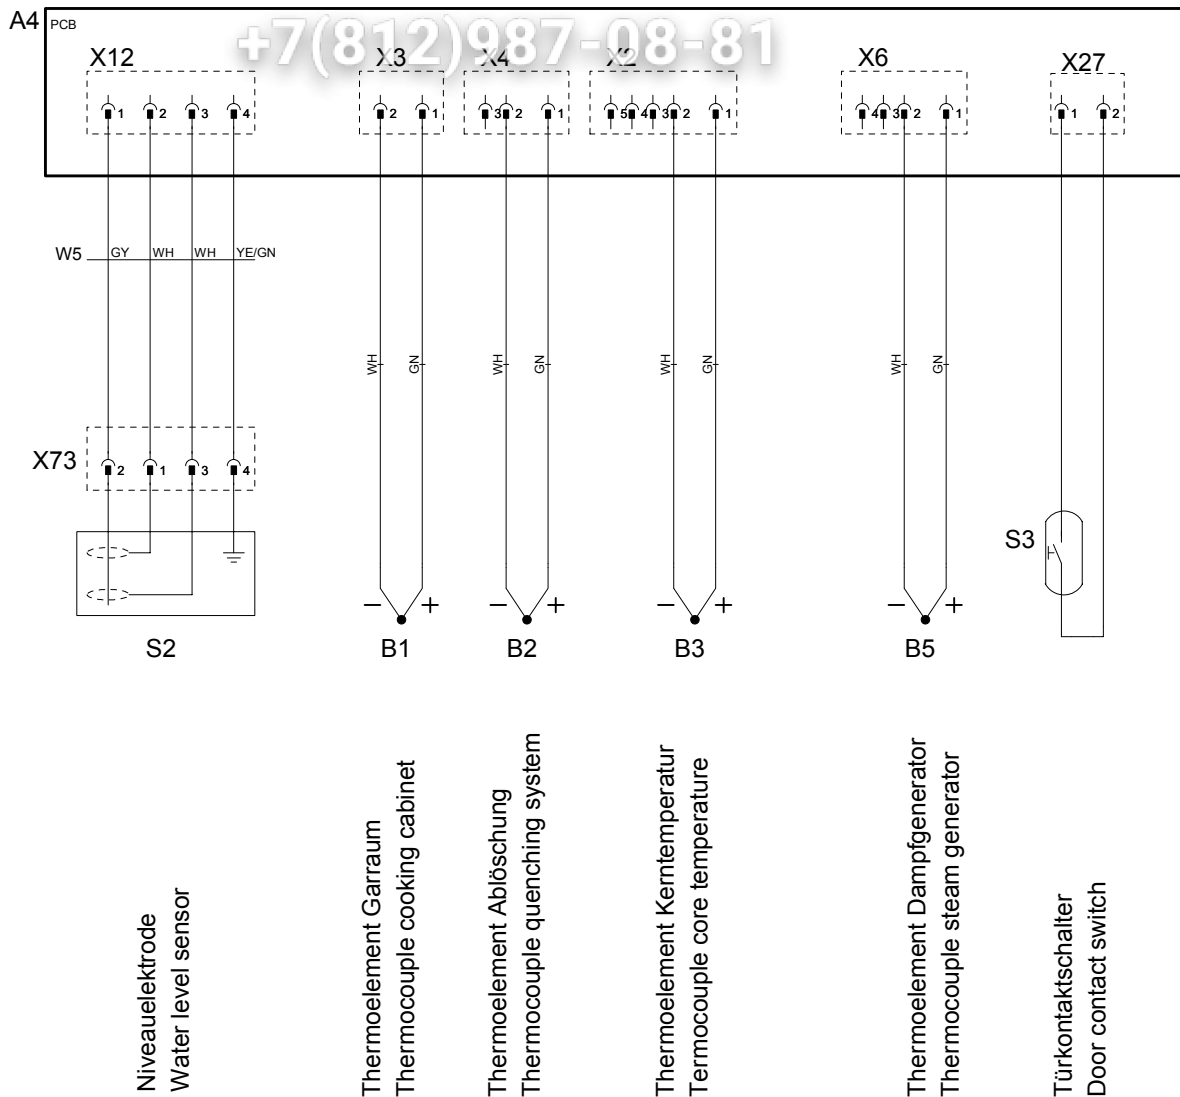 A4
PCB
+7(812)987-08-81
X12
X3
X4
X2
X6
X27
1 2 3 4
2 1
3 2 1
5 4 3 2 1
4 3 2 1
1 2
W5 GY WH WH YE/GN
WH GN
WH GN
WH GN
WH GN
X73
2 1 3 4
S3
- +
- +
- +
- +
S2
B1
B2
B3
B5
Niveauelektrode
Water level sensor
Thermoelement Garraum
Thermocouple cooking cabinet
Thermoelement Ablöschung
Thermocouple quenching system
Thermoelement Kerntemperatur
Termocouple core temperature
Thermoelement Dampfgenerator
Thermocouple steam generator
Türkontaktschalter
Door contact switch